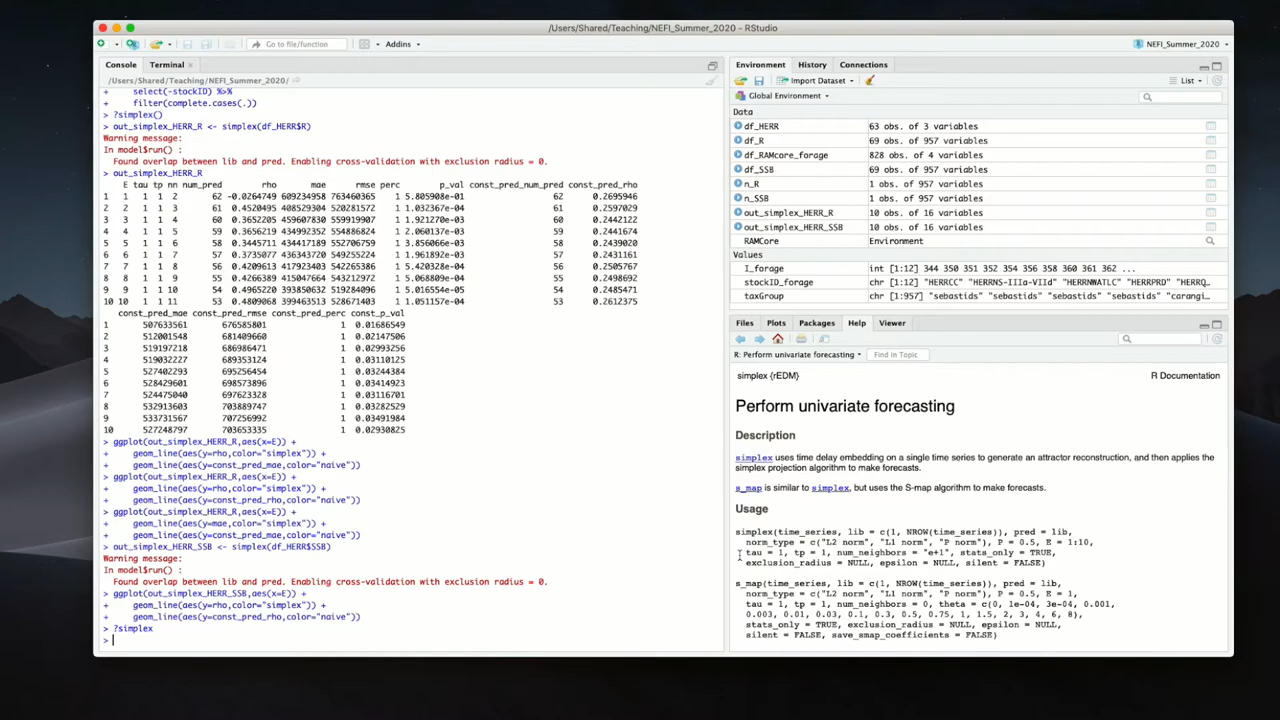 /Users/Shared/Teaching/NEFI_Summer_2020 - RStudio
Go to file/function
Addins
NEFI_Summer_2020
Console Terminal
/Users/Shared/Teaching/NEFI_Summer_2020/
+ select(-stockID) %>%
+ filter(complete.cases(.))
> ?simplex()
> out_simplex_HERR_R <- simplex(df_HERR$R)
Warning message:
In model$run() :
Found overlap between lib and pred. Enabling cross-validation with exclusion radius = 0.
> out_simplex_HERR_R
E tau tp nn num_pred rho mae rmse perc p_val const_pred_num_pred const_pred_rho
1 1 1 1 2 62 -0.0264749 609234958 763460365 1 5.805908e-01 62 0.2695946
2 2 1 1 3 61 0.4520495 408529304 520281572 1 1.032367e-04 61 0.2597029
3 3 1 1 4 60 0.3652205 459607830 559919907 1 1.921270e-03 60 0.2442122
4 4 1 1 5 59 0.3656219 434992352 554886824 1 2.060137e-03 59 0.2441674
5 5 1 1 6 58 0.3445711 434417189 552706759 1 3.856066e-03 58 0.2439020
6 6 1 1 7 57 0.3735077 436343720 549255224 1 1.961892e-03 57 0.2431161
7 7 1 1 8 56 0.4209613 417923403 542265386 1 5.420328e-04 56 0.2505767
8 8 1 1 9 55 0.4266389 415047664 543212972 1 5.068809e-04 55 0.2498692
9 9 1 1 10 54 0.4965520 393850632 519284096 1 5.016554e-05 54 0.2485471
10 10 1 1 11 53 0.4809068 399463513 528671403 1 1.051157e-04 53 0.2612375
const_pred_mae const_pred_rmse const_pred_perc const_p_val
1 507633561 676585801 1 0.01686549
2 512001548 681409660 1 0.02147506
3 519197218 686986471 1 0.02993256
4 519032227 689353124 1 0.03110125
5 527402293 695256454 1 0.03244384
6 528429601 698573896 1 0.03414923
7 524475040 697623328 1 0.03116701
8 532913603 703889747 1 0.03282529
9 533731567 707256992 1 0.03491984
10 527248797 703653335 1 0.02930825
> ggplot(out_simplex_HERR_R,aes(x=E)) +
+ geom_line(aes(y=rho,color="simplex")) +
+ geom_line(aes(y=const_pred_mae,color="naive"))
> ggplot(out_simplex_HERR_R,aes(x=E)) +
+ geom_line(aes(y=rho,color="simplex")) +
+ geom_line(aes(y=const_pred_rho,color="naive"))
> ggplot(out_simplex_HERR_R,aes(x=E)) +
+ geom_line(aes(y=mae,color="simplex")) +
+ geom_line(aes(y=const_pred_mae,color="naive"))
> out_simplex_HERR_SSB <- simplex(df_HERR$SSB)
Warning message:
In model$run() :
Found overlap between lib and pred. Enabling cross-validation with exclusion radius = 0.
> ggplot(out_simplex_HERR_SSB,aes(x=E)) +
+ geom_line(aes(y=rho,color="simplex")) +
+ geom_line(aes(y=const_pred_rho,color="naive"))
> ?simplex
>
Environment History Connections
Import Dataset List
Global Environment
Data
df_HERR 63 obs. of 3 variables
df_R 69 obs. of 957 variables
df_RAMcore_forage 828 obs. of 4 variables
df_SSB 69 obs. of 957 variables
n_R 1 obs. of 957 variables
n_SSB 1 obs. of 957 variables
out_simplex_HERR_R 10 obs. of 16 variables
out_simplex_HERR_SSB 10 obs. of 16 variables
RAMCore Environment
Values
I_forage int [1:12] 344 350 351 352 354 356 358 360 361 362 ...
stockID_forage chr [1:12] "HERRCC" "HERRNS-IIIa-VIId" "HERRNWATLC" "HERRPRD" "HERRQ…
taxGroup chr [1:957] "sebastids" "sebastids" "sebastids" "sebastids" "carangi…
Files Plots Packages Help Viewer
R: Perform univariate forecasting Find in Topic
simplex {rEDM} R Documentation
Perform univariate forecasting
Description
simplex uses time delay embedding on a single time series to generate an attractor reconstruction, and then applies the
simplex projection algorithm to make forecasts.
s_map is similar to simplex, but uses the S-map algorithm to make forecasts.
Usage
simplex(time_series, lib = c(1, NROW(time_series)), pred = lib,
norm_type = c("L2 norm", "L1 norm", "P norm"), P = 0.5, E = 1:10,
tau = 1, tp = 1, num_neighbors = "e+1", stats_only = TRUE,
exclusion_radius = NULL, epsilon = NULL, silent = FALSE)
s_map(time_series, lib = c(1, NROW(time_series)), pred = lib,
norm_type = c("L2 norm", "L1 norm", "P norm"), P = 0.5, E = 1,
tau = 1, tp = 1, num_neighbors = 0, theta = c(0, 1e-04, 3e-04, 0.001,
0.003, 0.01, 0.03, 0.1, 0.3, 0.5, 0.75, 1, 1.5, 2, 3, 4, 6, 8),
stats_only = TRUE, exclusion_radius = NULL, epsilon = NULL,
silent = FALSE, save_smap_coefficients = FALSE)